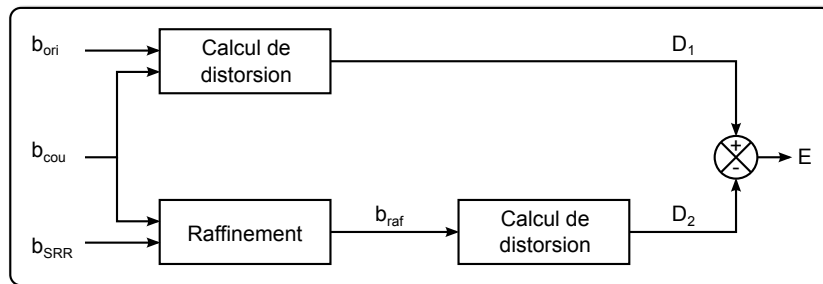 b_ori
Calcul de
distorsion
D_1
b_cou
+
-
E
b_SRR
Raffinement
b_raf
Calcul de
distorsion
D_2